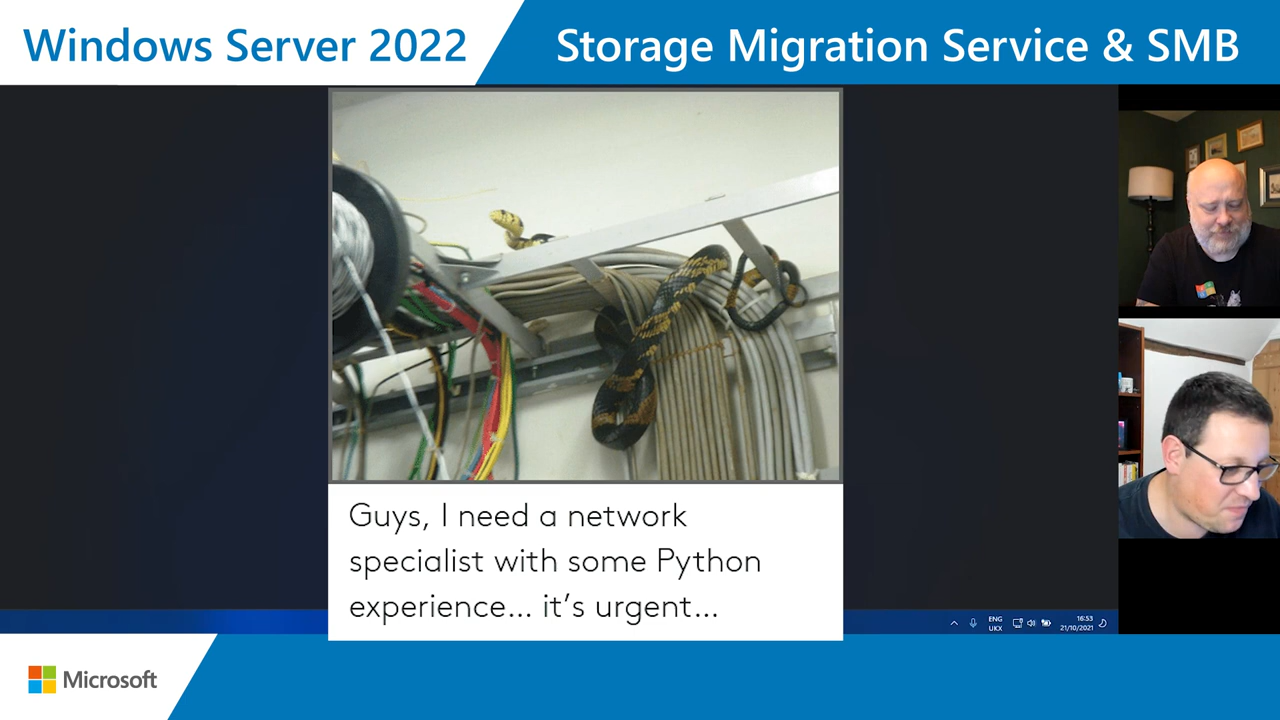 Windows Server 2022
Storage Migration Service & SMB
Guys, I need a network
specialist with some Python
experience... it's urgent...
ENG
UKX
16:53
21/10/2021
Microsoft